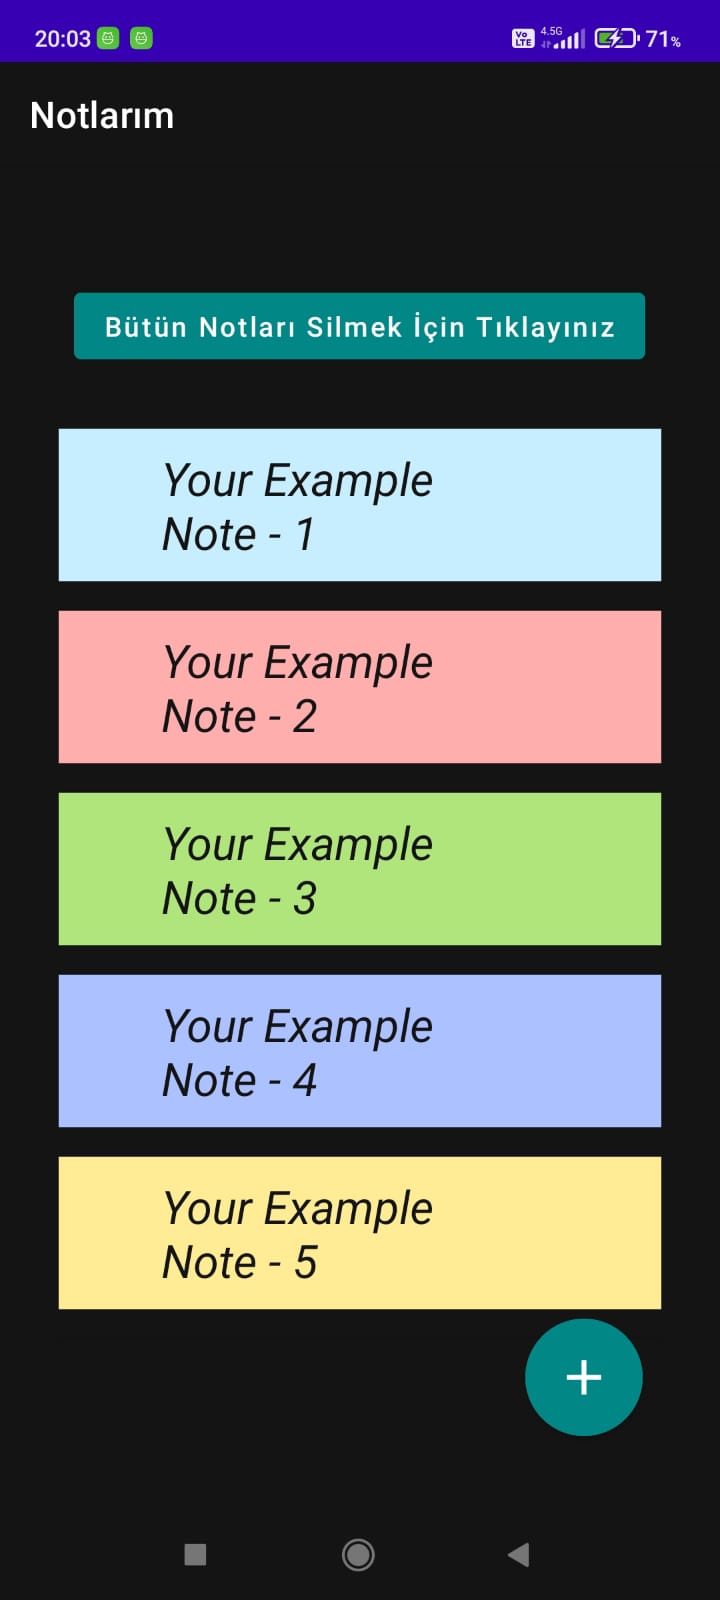 20:03
Vo LTE 4.5G 71%
Notlarım
Bütün Notları Silmek İçin Tıklayınız
Your Example
Note - 1
Your Example
Note - 2
Your Example
Note - 3
Your Example
Note - 4
Your Example
Note - 5